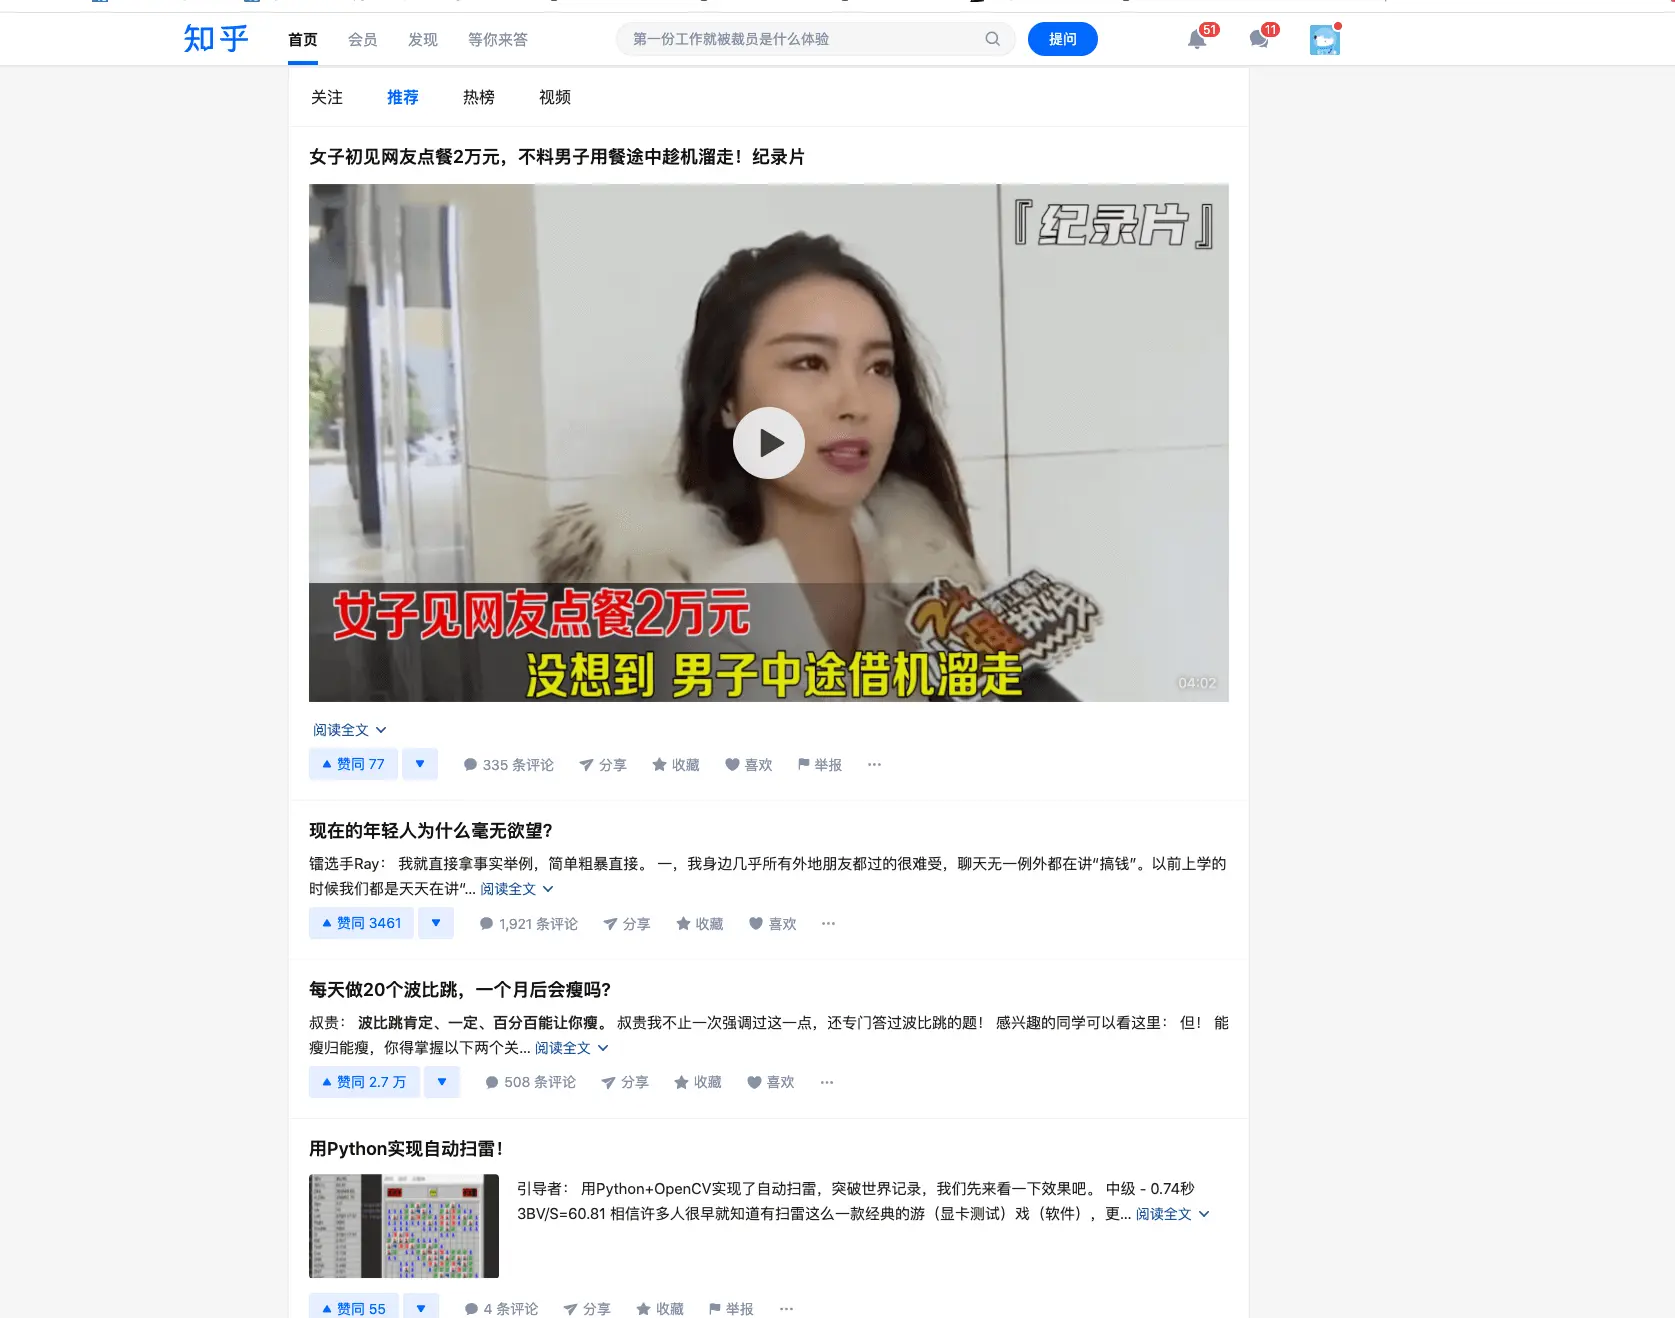 知乎
首页
会员
发现
等你来答
第一份工作就被裁员是什么体验
提问
51
11
关注
推荐
热榜
视频
女子初见网友点餐2万元，不料男子用餐途中趁机溜走！纪录片
『纪录片』
女子见网友点餐2万元
没想到 男子中途借机溜走
04:02
阅读全文
赞同 77
335 条评论
分享
收藏
喜欢
举报
现在的年轻人为什么毫无欲望？
镭选手Ray： 我就直接拿事实举例，简单粗暴直接。 一，我身边几乎所有外地朋友都过的很难受，聊天无一例外都在讲“搞钱”。以前上学的
时候我们都是天天在讲“... 阅读全文
赞同 3461
1,921 条评论
分享
收藏
喜欢
每天做20个波比跳，一个月后会瘦吗？
叔贵： 波比跳肯定、一定、百分百能让你瘦。 叔贵我不止一次强调过这一点，还专门答过波比跳的题！ 感兴趣的同学可以看这里： 但！ 能
瘦归能瘦，你得掌握以下两个关... 阅读全文
赞同 2.7 万
508 条评论
分享
收藏
喜欢
用Python实现自动扫雷！
引导者： 用Python+OpenCV实现了自动扫雷，突破世界记录，我们先来看一下效果吧。 中级 - 0.74秒
3BV/S=60.81 相信许多人很早就知道有扫雷这么一款经典的游（显卡测试）戏（软件），更... 阅读全文
赞同 55
4 条评论
分享
收藏
举报